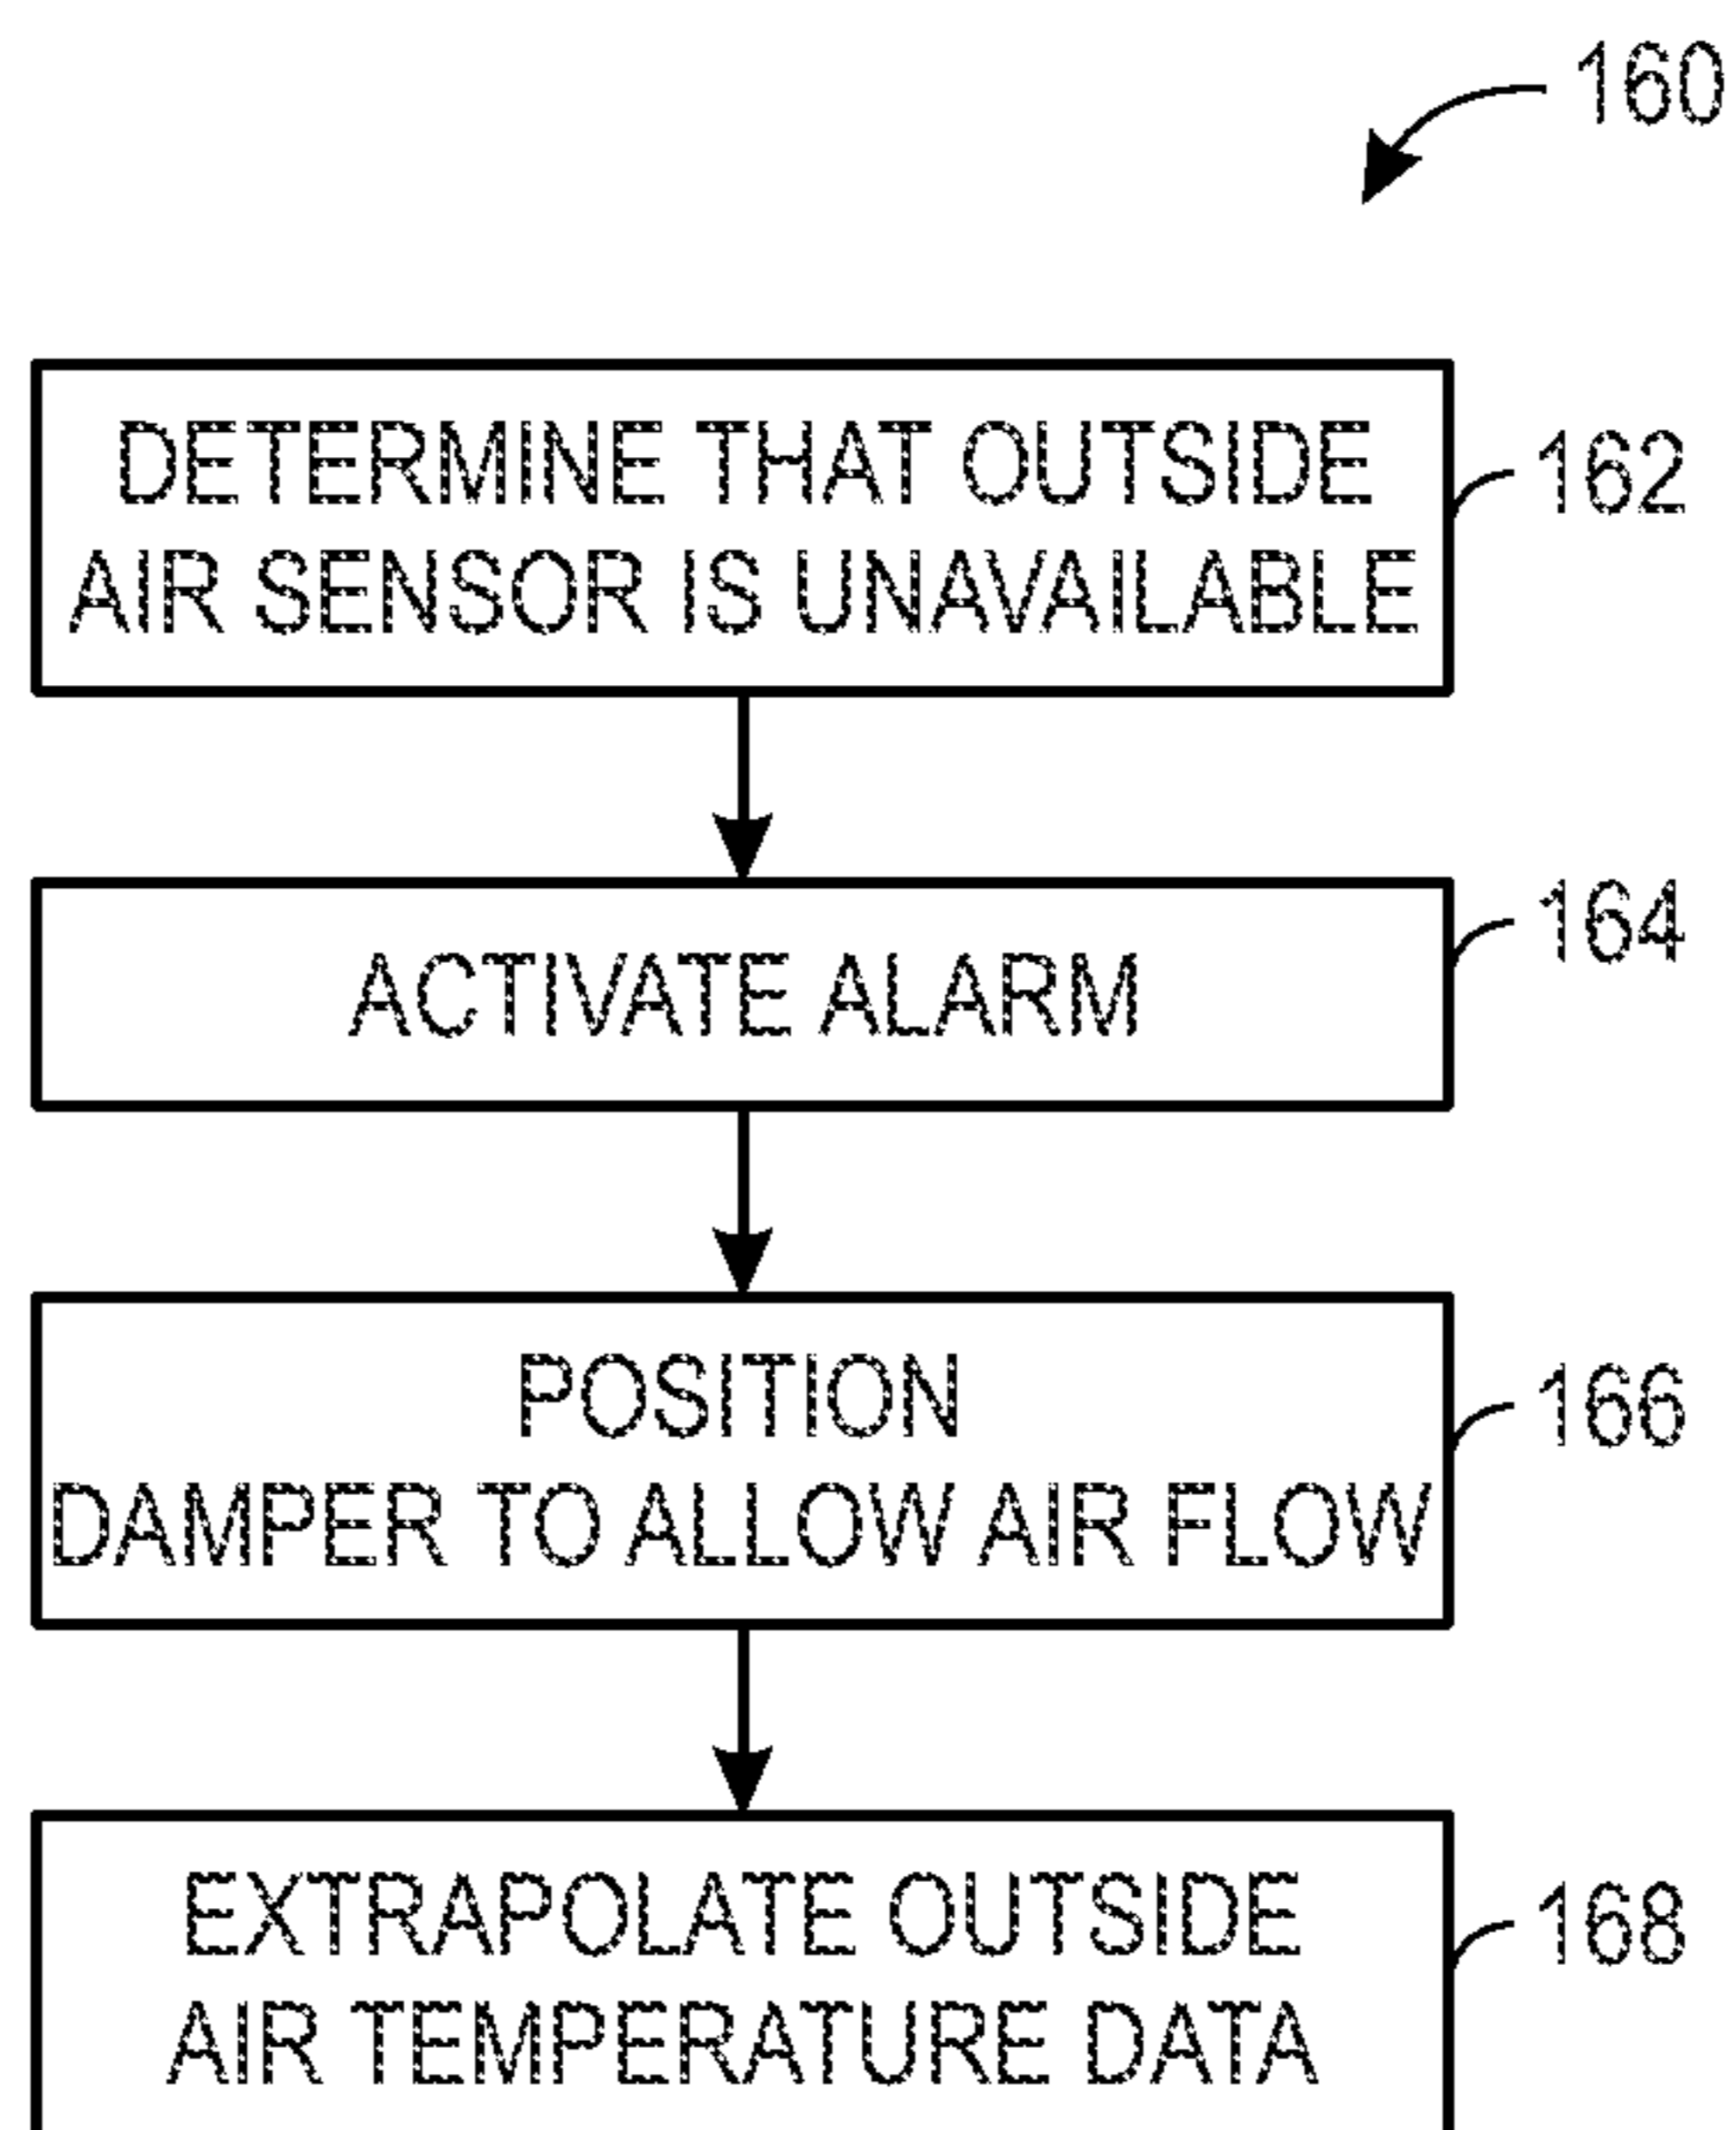 160
DETERMINE THAT OUTSIDE
AIR SENSOR IS UNAVAILABLE
162
ACTIVATE ALARM
164
POSITION
DAMPER TO ALLOW AIR FLOW
166
EXTRAPOLATE OUTSIDE
AIR TEMPERATURE DATA
168